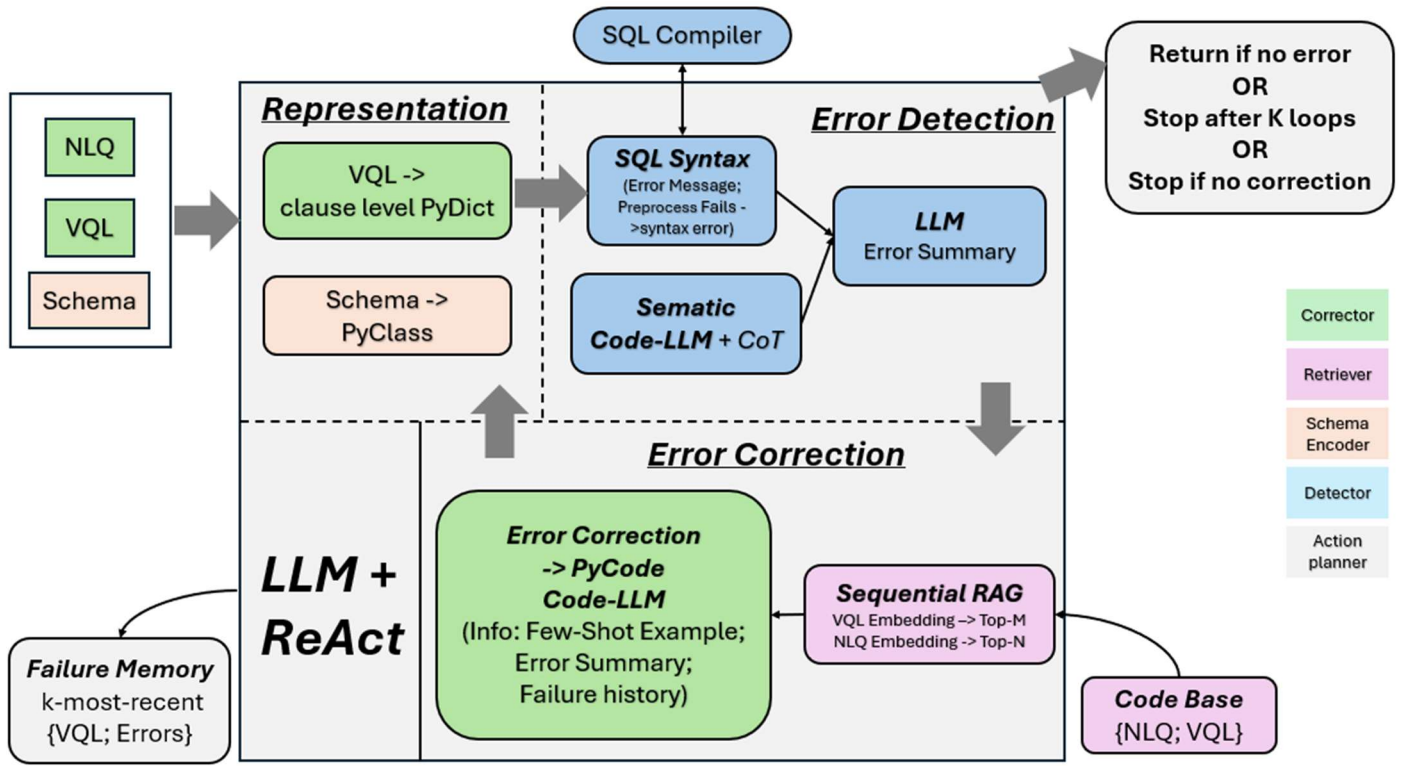 SQL Compiler
Return if no error
OR
Stop after K loops
OR
Stop if no correction
NLQ
VQL
Schema
Representation
VQL ->
clause level PyDict
Schema ->
PyClass
Error Detection
SQL Syntax
(Error Message;
Preprocess Fails -
>syntax error)
LLM
Error Summary
Sematic
Code-LLM + CoT
Corrector
Retriever
Schema
Encoder
Detector
Action
planner
Error Correction
LLM +
ReAct
Error Correction
-> PyCode
Code-LLM
(Info: Few-Shot Example;
Error Summary;
Failure history)
Sequential RAG
VQL Embedding –> Top-M
NLQ Embedding -> Top-N
Failure Memory
k-most-recent
{VQL; Errors}
Code Base
{NLQ; VQL}